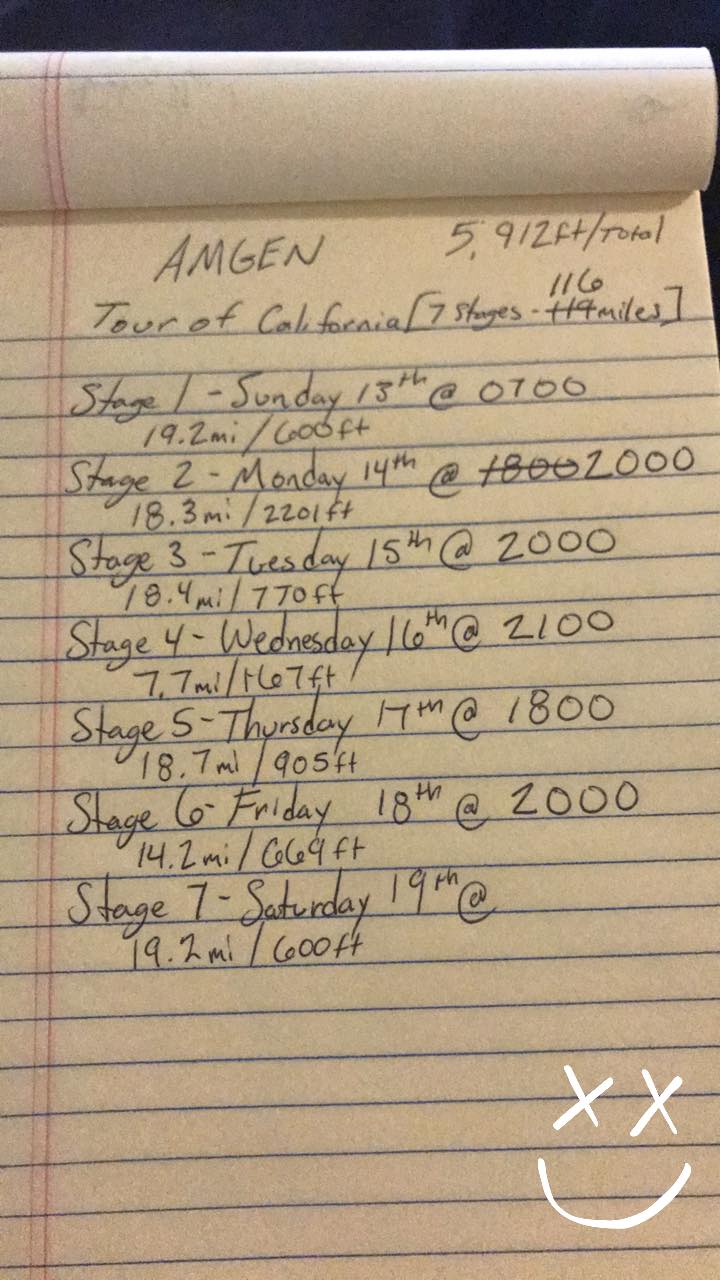 AMGEN 5,912ft/Total
116
Tour of California [7 Stages - miles]
Stage 1 - Sunday 13th @ 0700
19.2mi / 600ft
Stage 2 - Monday 14th @ 1800 2000
18.3mi / 2201ft
Stage 3 - Tuesday 15th @ 2000
18.4mi / 770ft
Stage 4 - Wednesday 16th @ 2100
7.7mi / 167ft
Stage 5 - Thursday 17th @ 1800
18.7mi / 905ft
Stage 6 - Friday 18th @ 2000
14.2mi / 669ft
Stage 7 - Saturday 19th @
19.2mi / 600ft